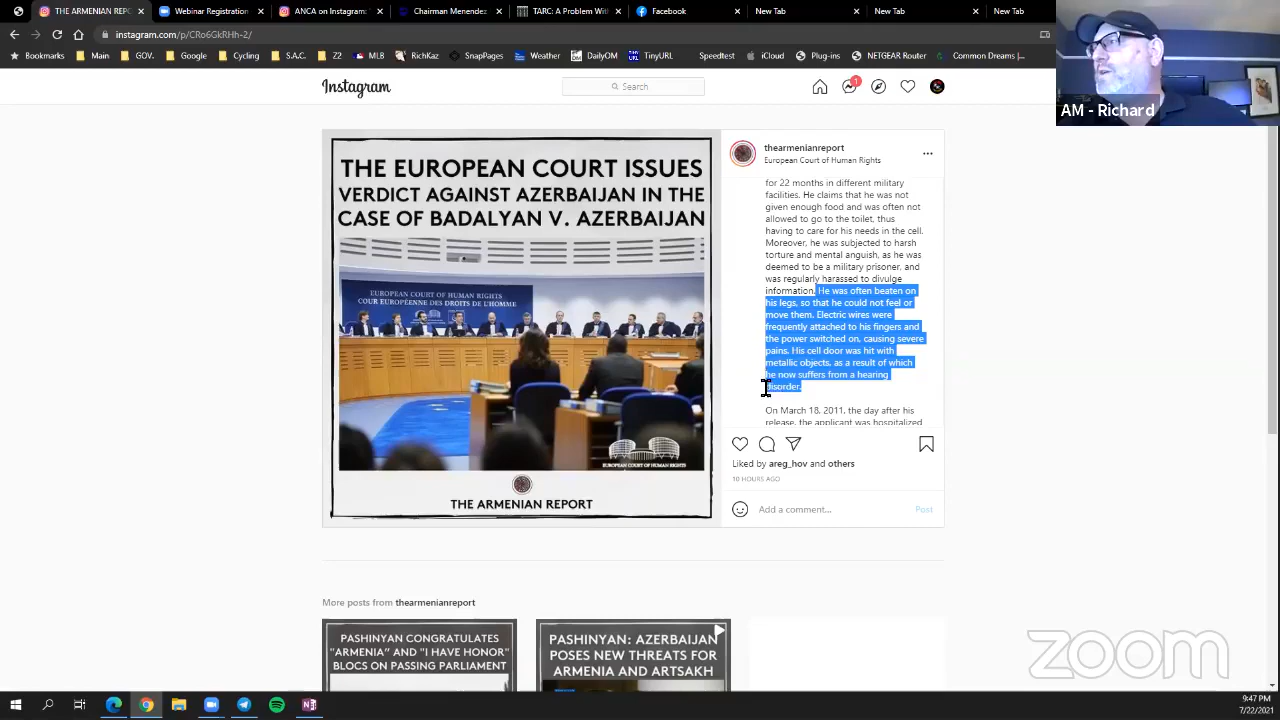 THE ARMENIAN REPOR
Webinar Registration
ANCA on Instagram: "
Chairman Menendez
TARC: A Problem With
Facebook
New Tab
New Tab
New Tab
instagram.com/p/CRo6GkRHh-2/
Bookmarks
Main
GOV.
Google
Cycling
S.A.C.
Z2
MLB
RichKaz
SnapPages
Weather
DailyOM
TinyURL
Speedtest
iCloud
Plug-ins
NETGEAR Router
Common Dreams |...
AM - Richard
Instagram
Search
1
THE EUROPEAN COURT ISSUES
VERDICT AGAINST AZERBAIJAN IN THE
CASE OF BADALYAN V. AZERBAIJAN
EUROPEAN COURT OF HUMAN RIGHTS
COUR EUROPÉENNE DES DROITS DE L'HOMME
EUROPEAN COURT OF HUMAN RIGHTS
THE ARMENIAN REPORT
thearmenianreport
European Court of Human Rights
for 22 months in different military
facilities. He claims that he was not
given enough food and was often not
allowed to go to the toilet, thus
having to care for his needs in the cell.
Moreover, he was subjected to harsh
torture and mental anguish, as he was
deemed to be a military prisoner, and
was regularly harassed to divulge
information. He was often beaten on
his legs, so that he could not feel or
move them. Electric wires were
frequently attached to his fingers and
the power switched on, causing severe
pains. His cell door was hit with
metallic objects, as a result of which
he now suffers from a hearing
disorder.
On March 18, 2011, the day after his
release, the applicant was hospitalized
Liked by areg_hov and others
10 HOURS AGO
Add a comment...
Post
More posts from thearmenianreport
PASHINYAN CONGRATULATES
"ARMENIA" AND "I HAVE HONOR"
BLOCS ON PASSING PARLIAMENT
PASHINYAN: AZERBAIJAN
POSES NEW THREATS FOR
ARMENIA AND ARTSAKH
zoom
9:47 PM
7/22/2021